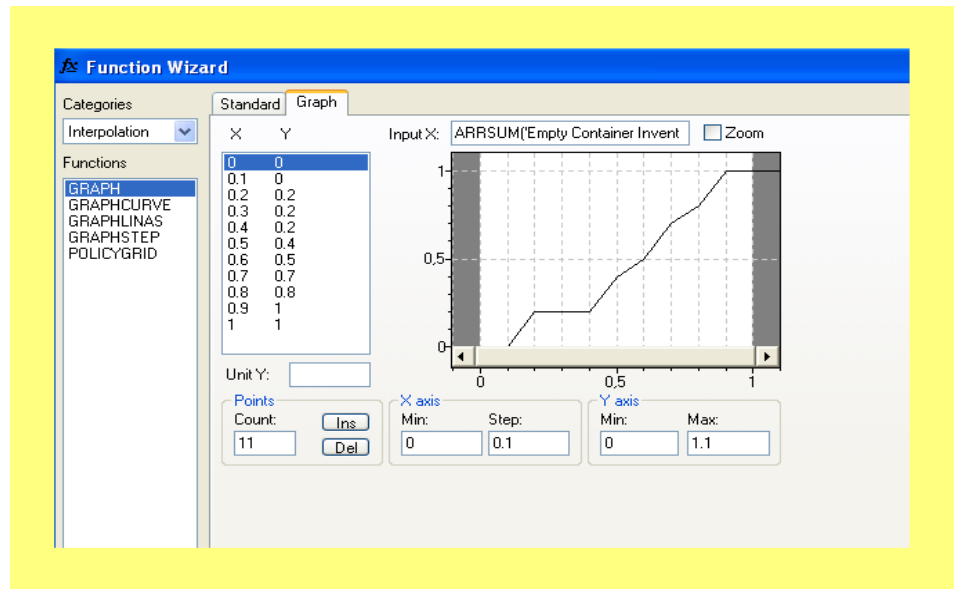 fx Function Wizard
Categories
Interpolation
Functions
GRAPH
GRAPHCURVE
GRAPHLINAS
GRAPHSTEP
POLICYGRID
Standard Graph
X Y
0 0
0.1 0
0.2 0.2
0.3 0.2
0.4 0.2
0.5 0.4
0.6 0.5
0.7 0.7
0.8 0.8
0.9 1
1 1
Unit Y:
Input X: ARRSUM('Empty Container Invent Zoom
1
0,5
0
0 0,5 1
Points
Count: Ins
11 Del
X axis
Min: Step:
0 0.1
Y axis
Min: Max:
0 1.1